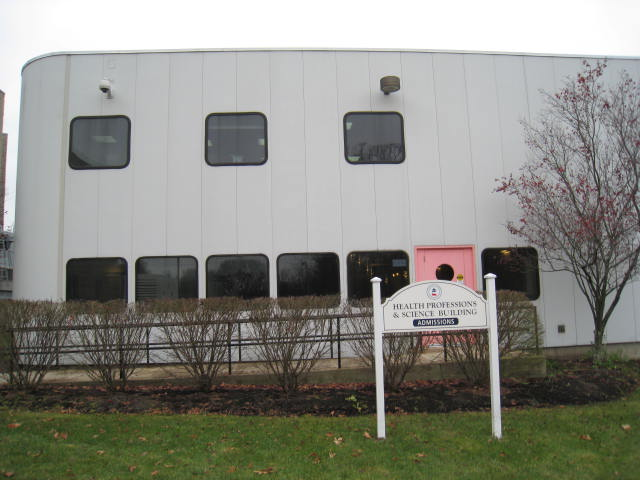 HEALTH PROFESSIONS
& SCIENCE BUILDING
ADMISSIONS